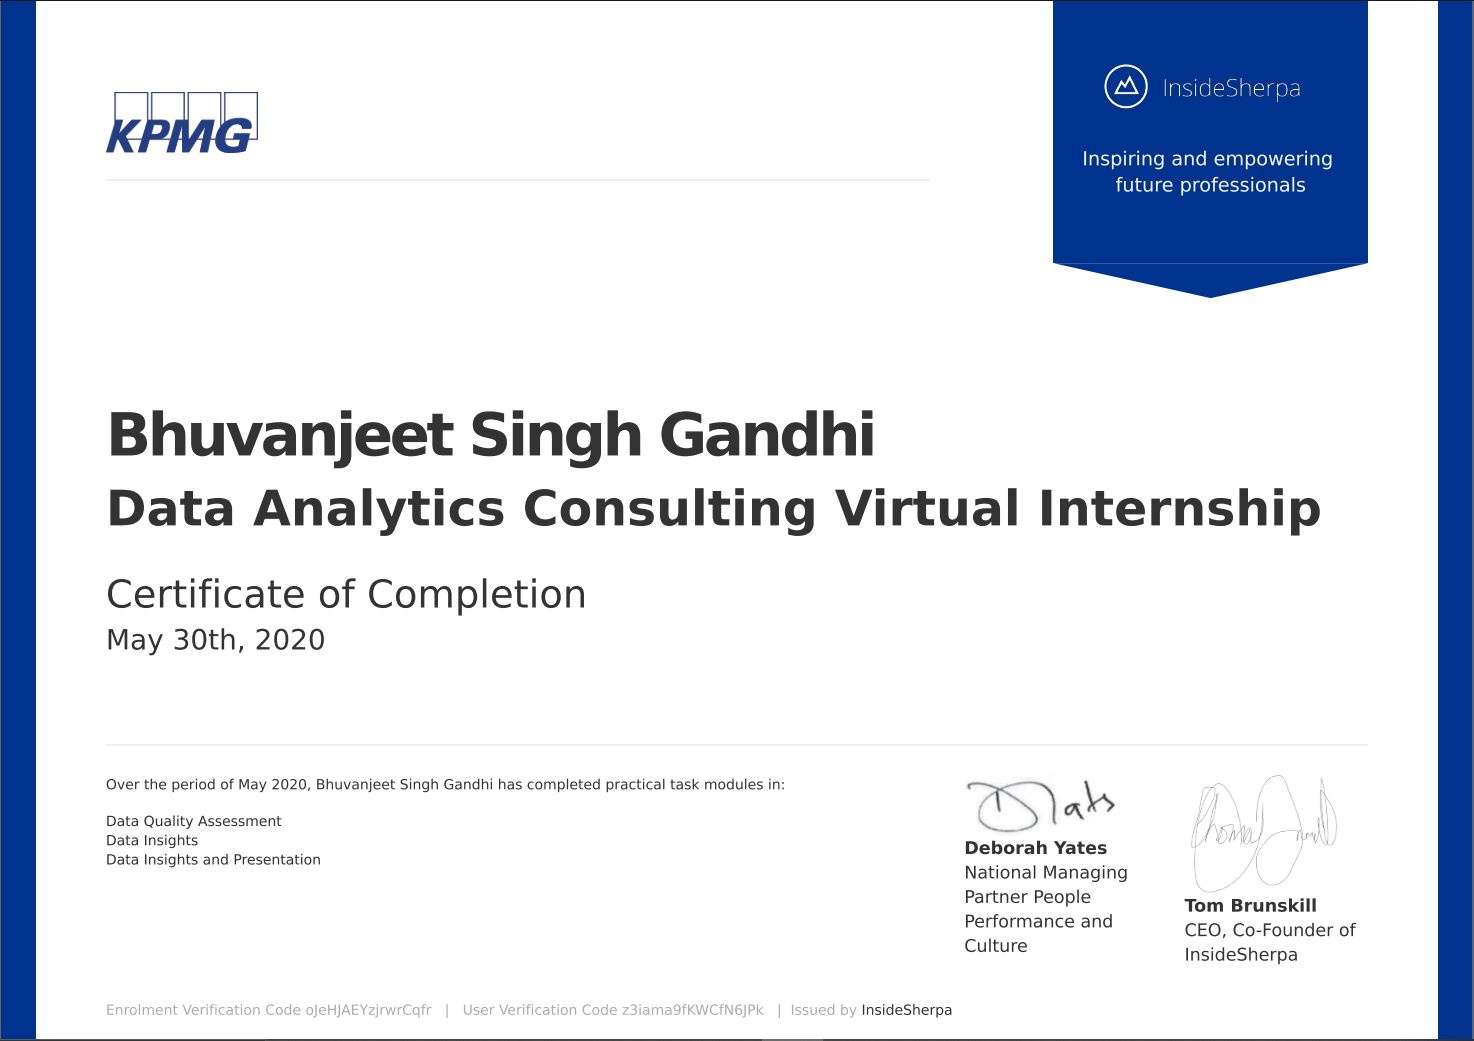 KPMG
InsideSherpa
Inspiring and empowering
future professionals
Bhuvanjeet Singh Gandhi
Data Analytics Consulting Virtual Internship
Certificate of Completion
May 30th, 2020
Over the period of May 2020, Bhuvanjeet Singh Gandhi has completed practical task modules in:
Data Quality Assessment
Data Insights
Data Insights and Presentation
Deborah Yates
National Managing
Partner People
Performance and
Culture
Tom Brunskill
CEO, Co-Founder of
InsideSherpa
Enrolment Verification Code oJeHJAEYzjrwrCqfr | User Verification Code z3iama9fKWCfN6JPk | Issued by InsideSherpa